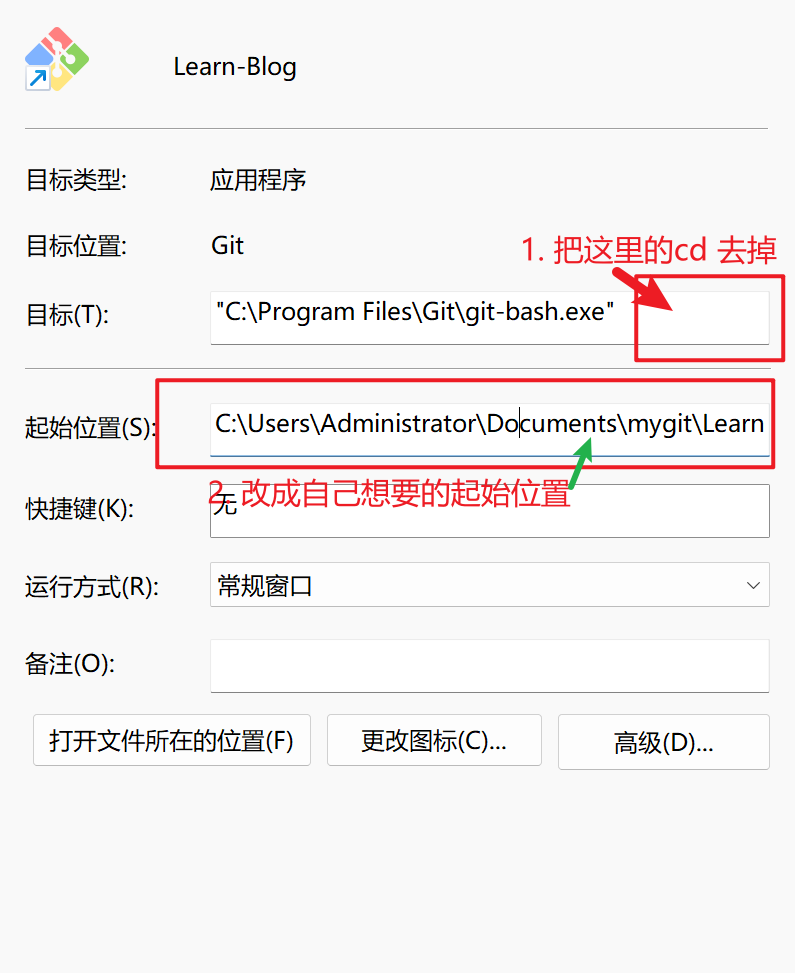 Learn-Blog
目标类型: 应用程序
目标位置: Git
1. 把这里的cd 去掉
目标(T): "C:\Program Files\Git\git-bash.exe"
起始位置(S): C:\Users\Administrator\Documents\mygit\Learn
2. 改成自己想要的起始位置
快捷键(K): 无
运行方式(R): 常规窗口
备注(O):
打开文件所在的位置(F) 更改图标(C)... 高级(D)...